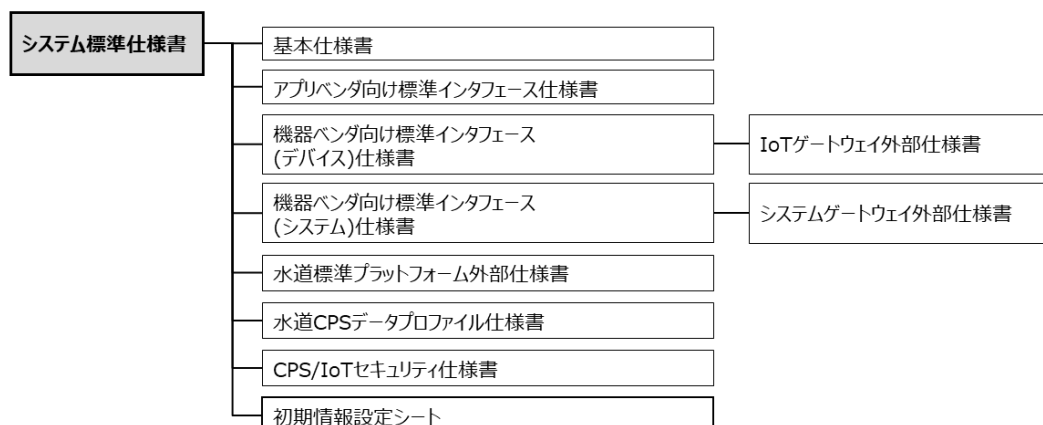 システム標準仕様書
基本仕様書
アプリベンダ向け標準インタフェース仕様書
機器ベンダ向け標準インタフェース
(デバイス)仕様書
IoTゲートウェイ外部仕様書
機器ベンダ向け標準インタフェース
(システム)仕様書
システムゲートウェイ外部仕様書
水道標準プラットフォーム外部仕様書
水道CPSデータプロファイル仕様書
CPS/IoTセキュリティ仕様書
初期情報設定シート